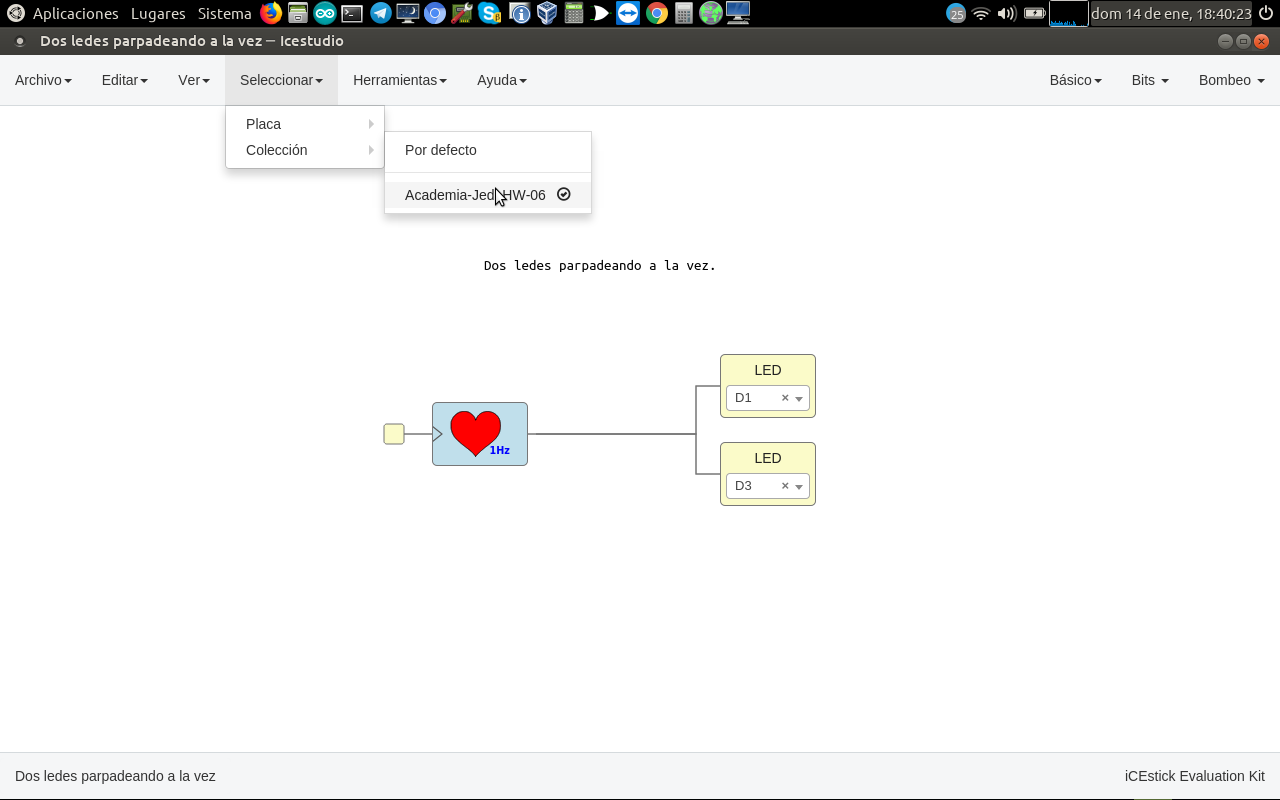 Aplicaciones Lugares Sistema 25 dom 14 de ene, 18:40:23
Dos ledes parpadeando a la vez — Icestudio
Archivo Editar Ver Seleccionar Herramientas Ayuda Básico Bits Bombeo
Placa
Colección
Por defecto
Academia-Jedi-HW-06
Dos ledes parpadeando a la vez.
LED
D1 ×
1Hz
LED
D3 ×
Dos ledes parpadeando a la vez iCEstick Evaluation Kit